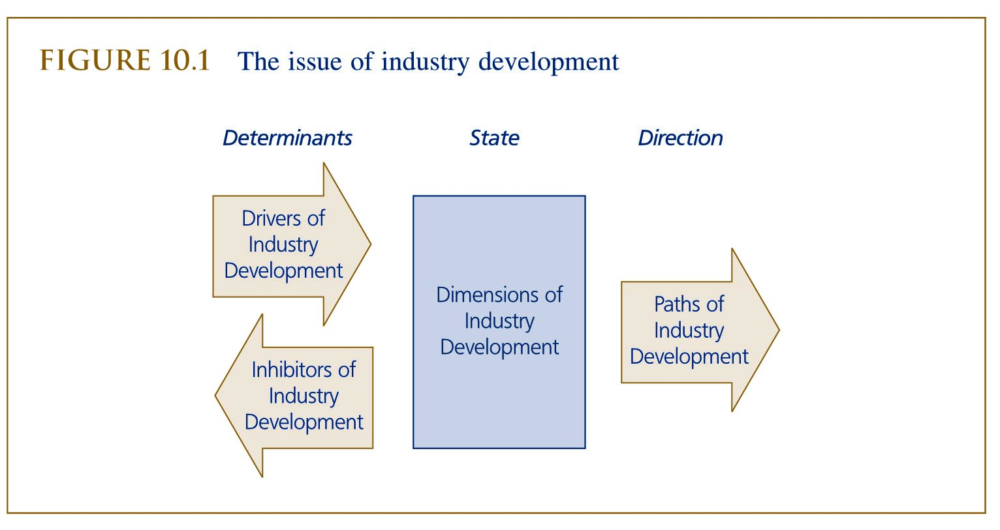 FIGURE 10.1 The issue of industry development
Determinants State Direction
Drivers of
Industry
Development
Inhibitors of
Industry
Development
Dimensions of
Industry
Development
Paths of
Industry
Development